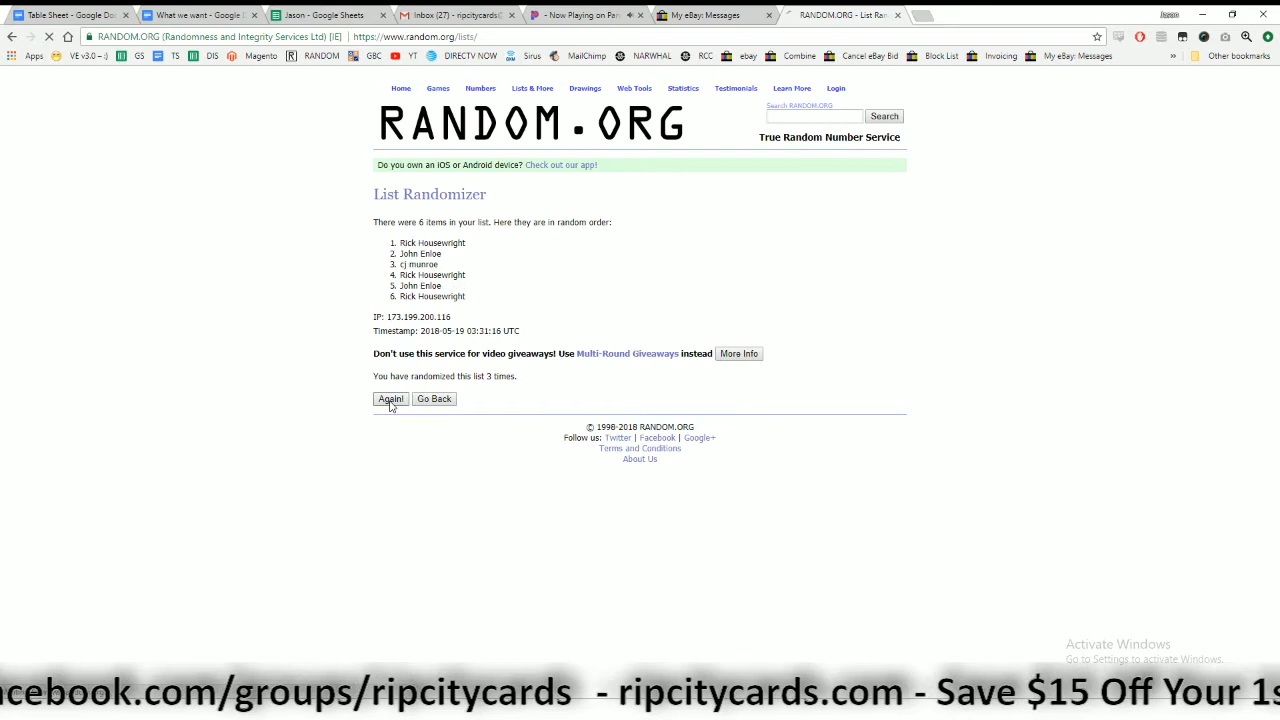 Table Sheet - Google Do
What we want - Google
Jason - Google Sheets
Inbox (27) - ripcitycards@
- Now Playing on Pan
My eBay: Messages
RANDOM.ORG - List Ran
Jason
RANDOM.ORG (Randomness and Integrity Services Ltd) [IE]
https://www.random.org/lists/
Apps
VE v3.0 – :)
GS
TS
DIS
Magento
RANDOM
GBC
YT
DIRECTV NOW
Sirus
MailChimp
NARWHAL
RCC
ebay
Combine
Cancel eBay Bid
Block List
Invoicing
My eBay: Messages
»
Other bookmarks
Home
Games
Numbers
Lists & More
Drawings
Web Tools
Statistics
Testimonials
Learn More
Login
RANDOM.ORG
Search RANDOM.ORG
Search
True Random Number Service
Do you own an iOS or Android device? Check out our app!
List Randomizer
There were 6 items in your list. Here they are in random order:
1. Rick Housewright
2. John Enloe
3. cj munroe
4. Rick Housewright
5. John Enloe
6. Rick Housewright
IP: 173.199.200.116
Timestamp: 2018-05-19 03:31:16 UTC
Don't use this service for video giveaways! Use Multi-Round Giveaways instead More Info
You have randomized this list 3 times.
Again! Go Back
© 1998-2018 RANDOM.ORG
Follow us: Twitter | Facebook | Google+
Terms and Conditions
About Us
Activate Windows
Go to Settings to activate Windows.
acebook.com/groups/ripcitycards - ripcitycards.com - Save $15 Off Your 1s